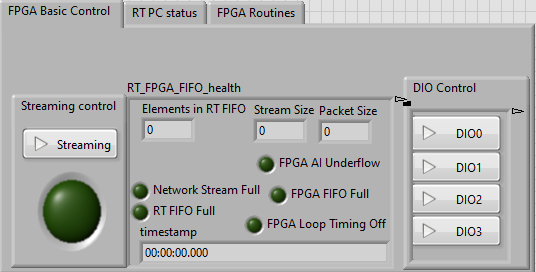 FPGA Basic Control
RT PC status
FPGA Routines
Streaming control
Streaming
RT_FPGA_FIFO_health
Elements in RT FIFO
Stream Size
Packet Size
0
0
0
FPGA AI Underflow
Network Stream Full
FPGA FIFO Full
RT FIFO Full
FPGA Loop Timing Off
timestamp
00:00:00.000
DIO Control
DIO0
DIO1
DIO2
DIO3